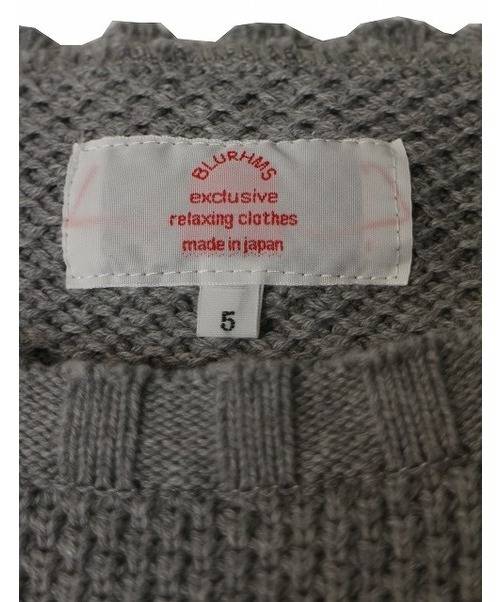 BLURHMS
exclusive
relaxing clothes
made in japan
5